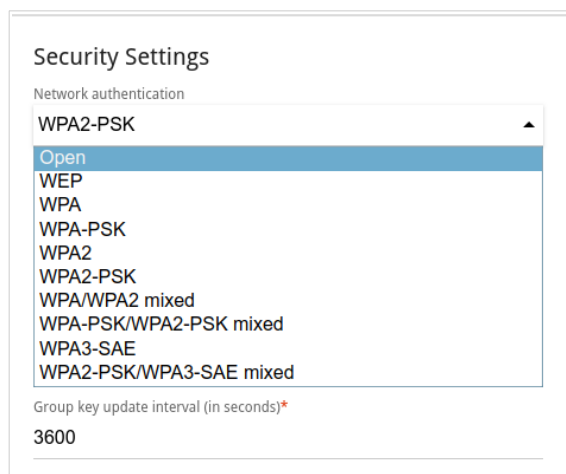 Security Settings
Network authentication
WPA2-PSK
Open
WEP
WPA
WPA-PSK
WPA2
WPA2-PSK
WPA/WPA2 mixed
WPA-PSK/WPA2-PSK mixed
WPA3-SAE
WPA2-PSK/WPA3-SAE mixed
Group key update interval (in seconds)*
3600